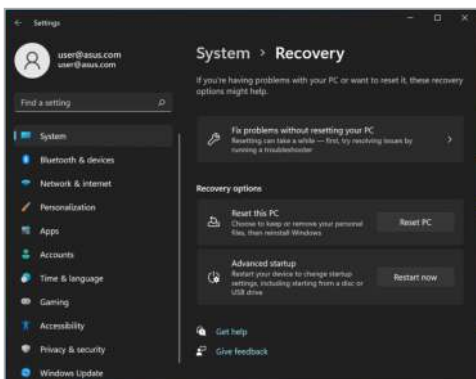 Settings
user@asus.com
user@asus.com
Find a setting
System
Bluetooth & devices
Network & internet
Personalization
Apps
Accounts
Time & language
Gaming
Accessibility
Privacy & security
Windows Update
System > Recovery
If you're having problems with your PC or want to reset it, these recovery
options might help.
Fix problems without resetting your PC
Resetting can take a while — first, try resolving issues by
running a troubleshooter
Recovery options
Reset this PC
Choose to keep or remove your personal
files, then reinstall Windows
Reset PC
Advanced startup
Restart your device to change startup
settings, including starting from a disc or
USB drive
Restart now
Get help
Give feedback